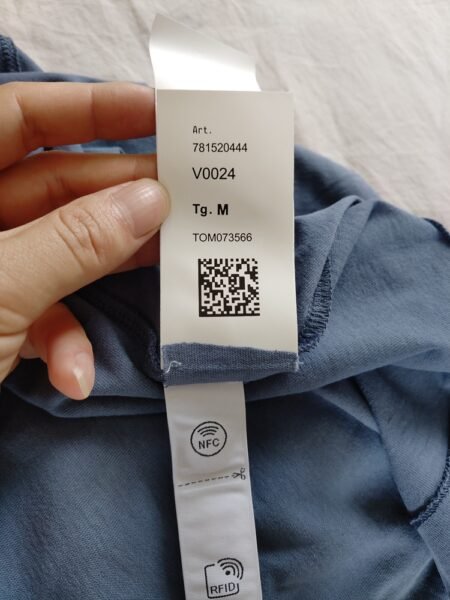 Art.
781520444
V0024
Tg. M
TOM073566
NFC
RFID